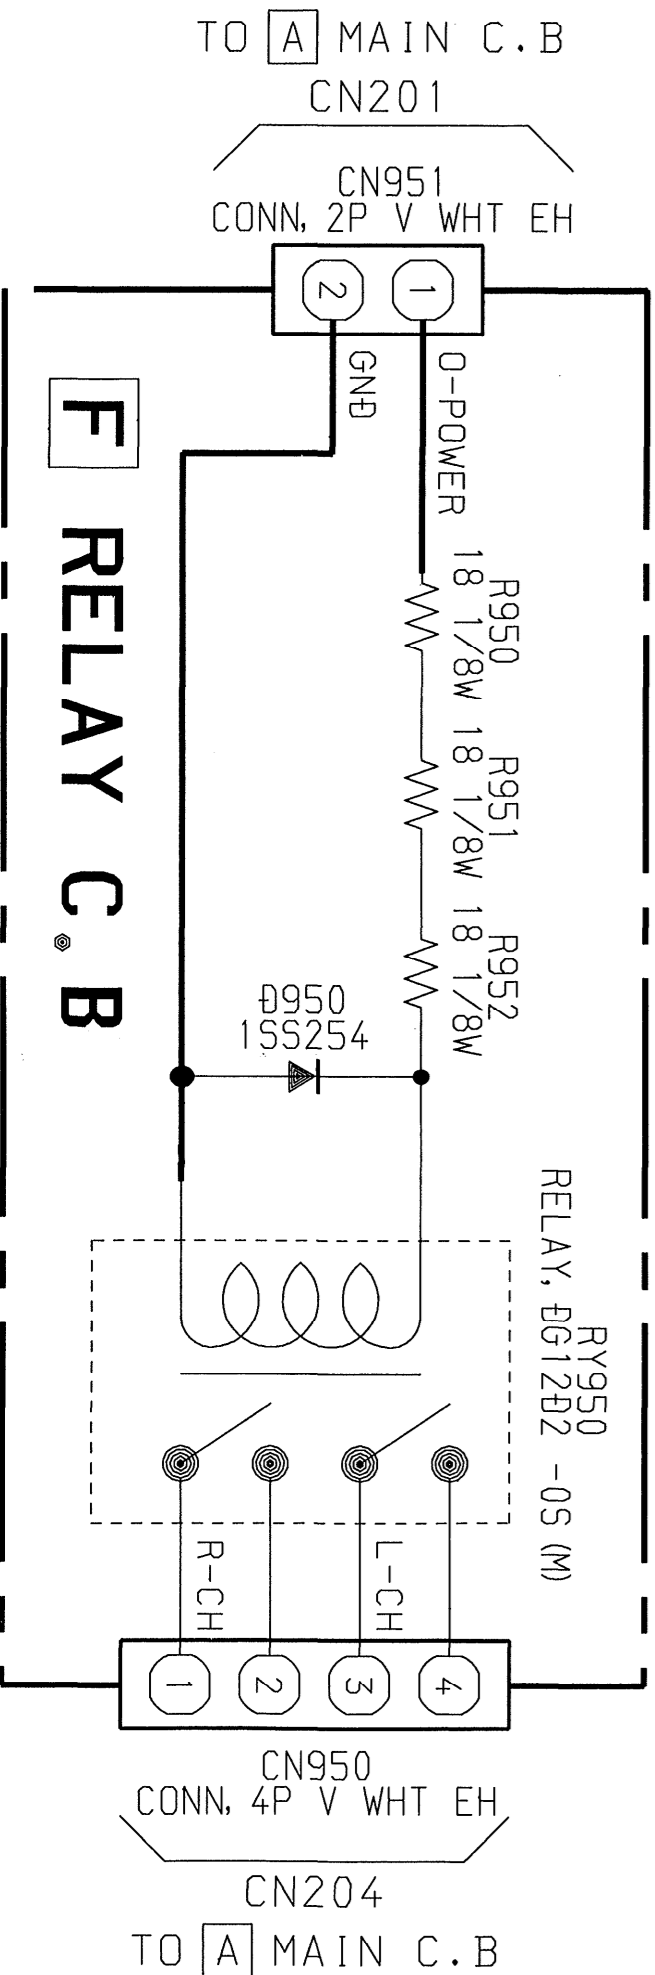 TO A MAIN C.B
CN201
CN951
CONN, 2P V WHT EH
2 1
GND
O-POWER
F RELAY C.B
R950
18 1/8W
R951
18 1/8W
R952
18 1/8W
D950
1SS254
RY950
RELAY, DG12D2 -OS (M)
R-CH
L-CH
1 2 3 4
CN950
CONN, 4P V WHT EH
CN204
TO A MAIN C.B